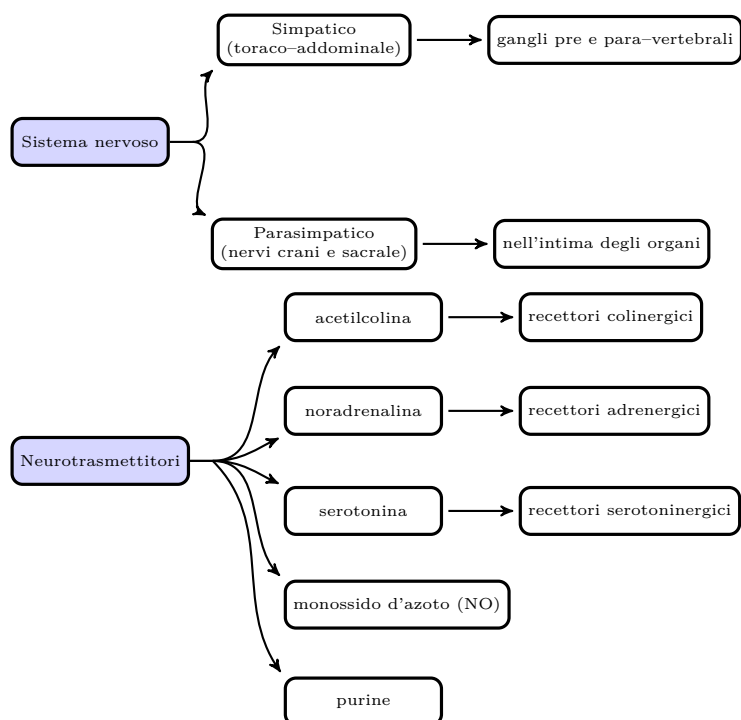 Simpatico
(toraco–addominale)
gangli pre e para–vertebrali
Sistema nervoso
Parasimpatico
(nervi crani e sacrale)
nell'intima degli organi
acetilcolina
recettori colinergici
noradrenalina
recettori adrenergici
Neurotrasmettitori
serotonina
recettori serotoninergici
monossido d'azoto (NO)
purine